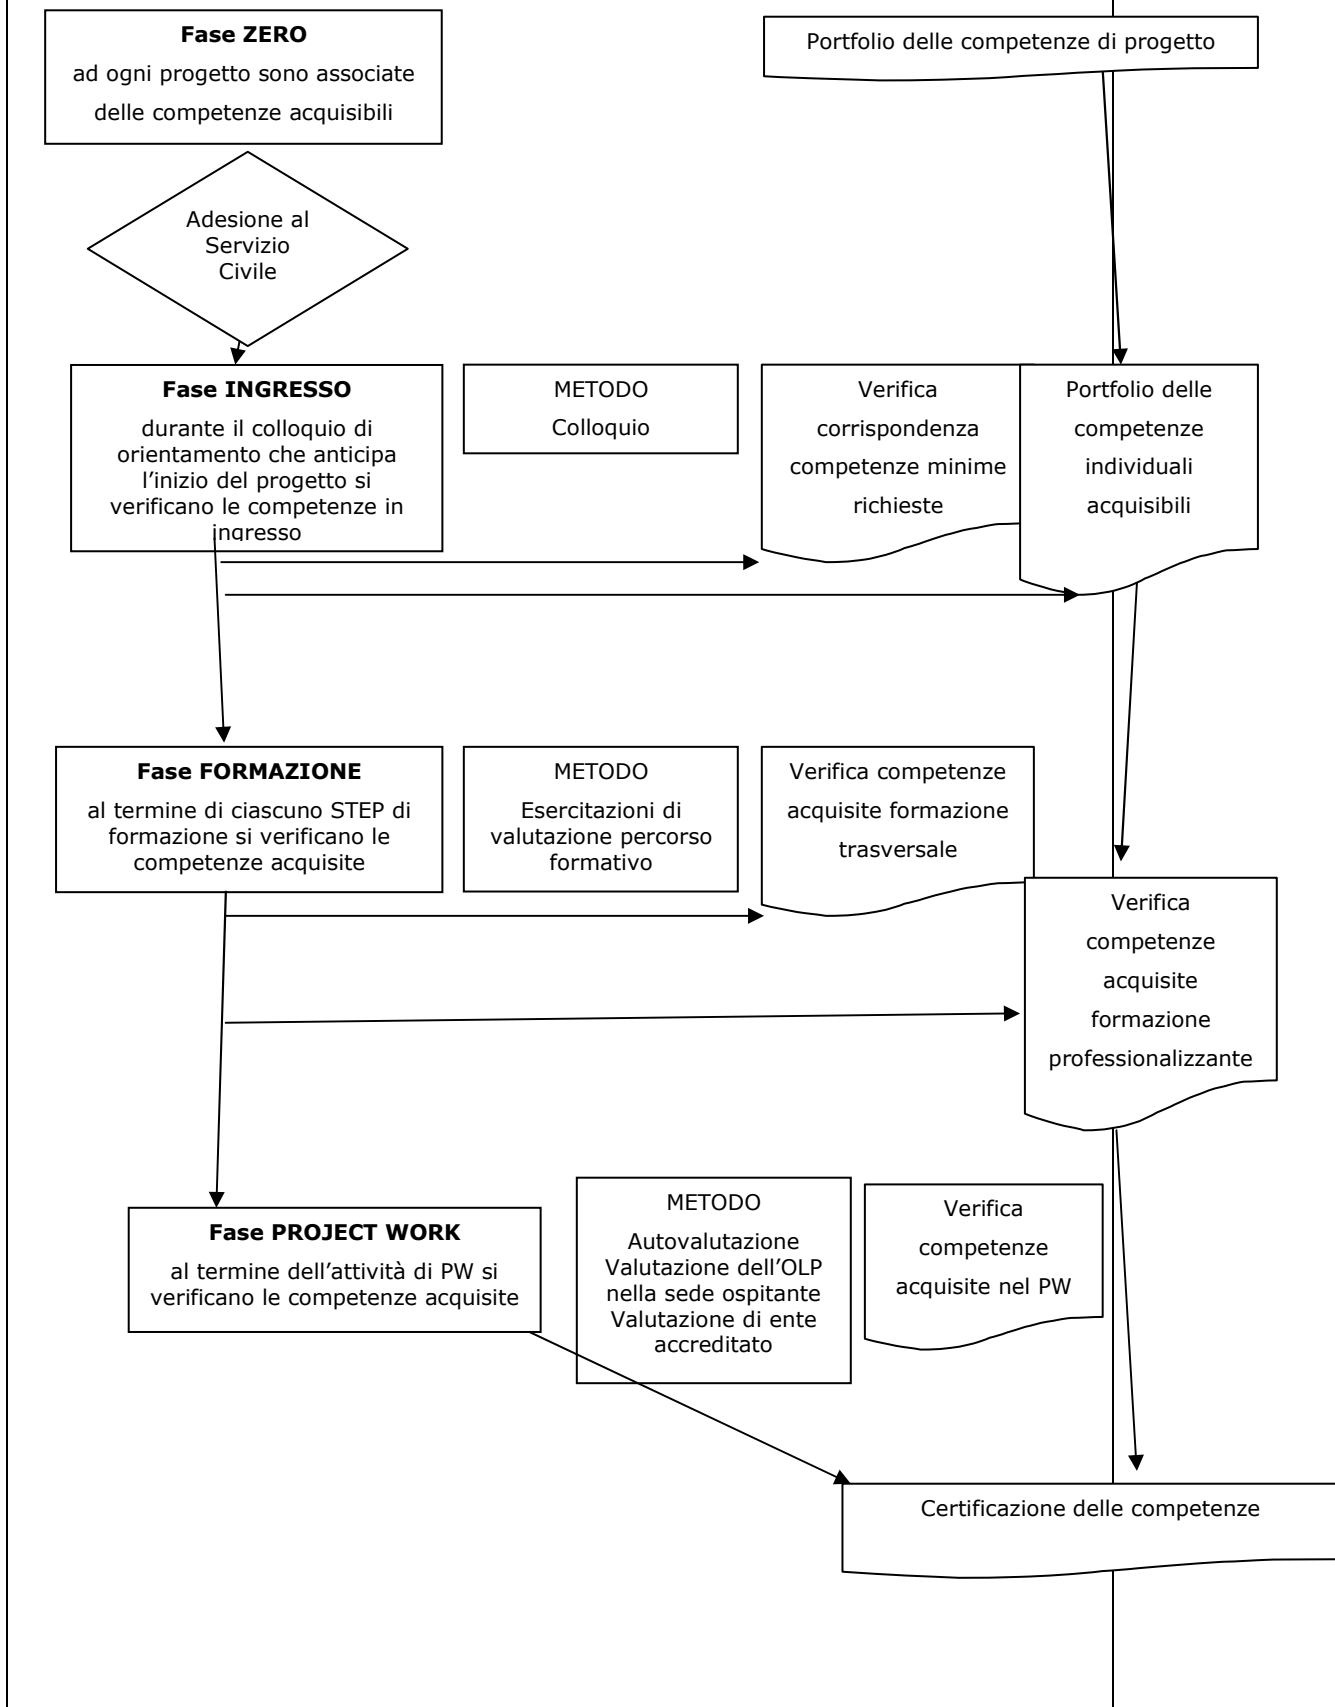 Fase ZERO
ad ogni progetto sono associate
delle competenze acquisibili
Portfolio delle competenze di progetto
Adesione al
Servizio
Civile
Fase INGRESSO
durante il colloquio di
orientamento che anticipa
l’inizio del progetto si
verificano le competenze in
ingresso
METODO
Colloquio
Verifica
corrispondenza
competenze minime
richieste
Portfolio delle
competenze
individuali
acquisibili
Fase FORMAZIONE
al termine di ciascuno STEP di
formazione si verificano le
competenze acquisite
METODO
Esercitazioni di
valutazione percorso
formativo
Verifica competenze
acquisite formazione
trasversale
Verifica
competenze
acquisite
formazione
professionalizzante
Fase PROJECT WORK
al termine dell’attività di PW si
verificano le competenze acquisite
METODO
Autovalutazione
Valutazione dell’OLP
nella sede ospitante
Valutazione di ente
accreditato
Verifica
competenze
acquisite nel PW
Certificazione delle competenze